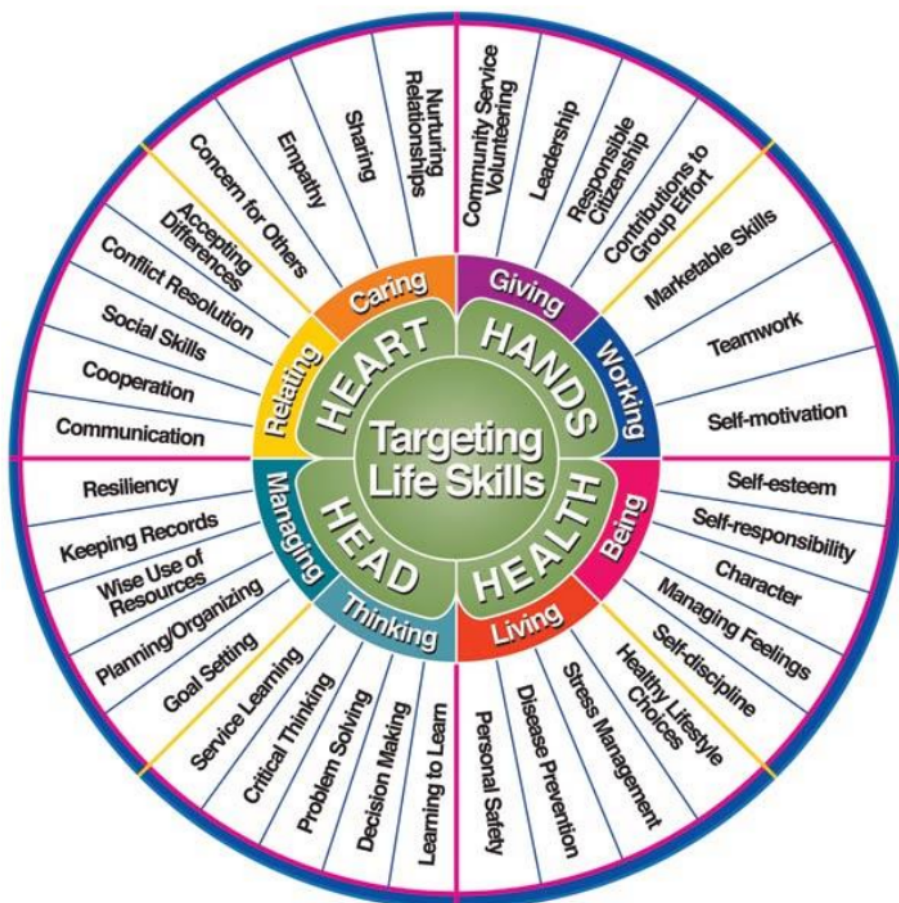 Targeting
Life Skills
HEART
HANDS
HEALTH
HEAD
Caring
Giving
Working
Being
Living
Thinking
Managing
Relating
Nurturing
Relationships
Sharing
Empathy
Concern for Others
Accepting
Differences
Conflict Resolution
Social Skills
Cooperation
Communication
Community Service
Volunteering
Leadership
Responsible
Citizenship
Contributions to
Group Effort
Marketable Skills
Teamwork
Self-motivation
Self-esteem
Self-responsibility
Character
Managing Feelings
Self-discipline
Healthy Lifestyle
Choices
Stress Management
Disease Prevention
Personal Safety
Learning to Learn
Decision Making
Problem Solving
Critical Thinking
Service Learning
Goal Setting
Planning/Organizing
Wise Use of
Resources
Keeping Records
Resiliency